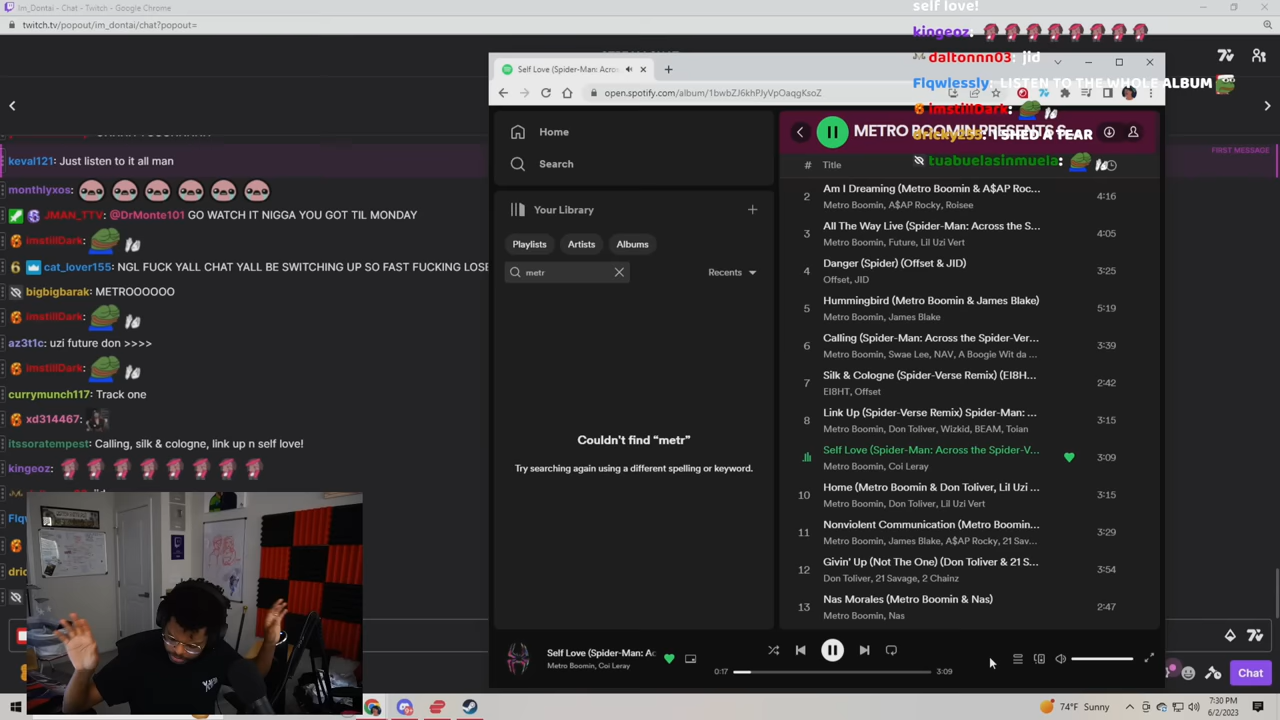 Im_Dontai - Chat - Twitch - Google Chrome
twitch.tv/popout/im_dontai/chat?popout=
keval121: Just listen to it all man
FIRST MESSAGE
monthlyxos:
JMAN_TTV: @DrMonte101 GO WATCH IT NIGGA YOU GOT TIL MONDAY
imstillDark:
cat_lover155: NGL FUCK YALL CHAT YALL BE SWITCHING UP SO FAST FUCKING LOSE
bigbigbarak: METROOOOOO
imstillDark:
az3t1c: uzi future don >>>>
imstillDark:
currymunch117: Track one
xd314467:
itssoratempest: Calling, silk & cologne, link up n self love!
kingeoz:
Flq
dric
self love!
kingeoz:
daltonnn03: jid
Flqwlessly: LISTEN TO THE WHOLE ALBUM
imstillDark:
dricky255: I SHED A TEAR
tuabuelasinmuela:
Self Love (Spider-Man: Acros
open.spotify.com/album/1bwbZJ6khPJyVpOaqgKsoZ
Home
Search
Your Library
Playlists
Artists
Albums
metr
Recents
Couldn't find “metr”
Try searching again using a different spelling or keyword.
METRO BOOMIN PRESENTS S
# Title
2 Am I Dreaming (Metro Boomin & A$AP Roc... 4:16
Metro Boomin, A$AP Rocky, Roisee
3 All The Way Live (Spider-Man: Across the S... 4:05
Metro Boomin, Future, Lil Uzi Vert
4 Danger (Spider) (Offset & JID) 3:25
Offset, JID
5 Hummingbird (Metro Boomin & James Blake) 5:19
Metro Boomin, James Blake
6 Calling (Spider-Man: Across the Spider-Ver... 3:39
Metro Boomin, Swae Lee, NAV, A Boogie Wit da ...
7 Silk & Cologne (Spider-Verse Remix) (EI8H... 2:42
EI8HT, Offset
8 Link Up (Spider-Verse Remix) Spider-Man: ... 3:15
Metro Boomin, Don Toliver, Wizkid, BEAM, Toian
Self Love (Spider-Man: Across the Spider-V... 3:09
Metro Boomin, Coi Leray
10 Home (Metro Boomin & Don Toliver, Lil Uzi ... 3:15
Metro Boomin, Don Toliver, Lil Uzi Vert
11 Nonviolent Communication (Metro Boomin... 3:29
Metro Boomin, James Blake, A$AP Rocky, 21 Sav...
12 Givin' Up (Not The One) (Don Toliver & 21 S... 3:54
Don Toliver, 21 Savage, 2 Chainz
13 Nas Morales (Metro Boomin & Nas) 2:47
Metro Boomin, Nas
Self Love (Spider-Man: Ac
Metro Boomin, Coi Leray
0:17
3:09
Chat
74°F Sunny
7:30 PM
6/2/2023